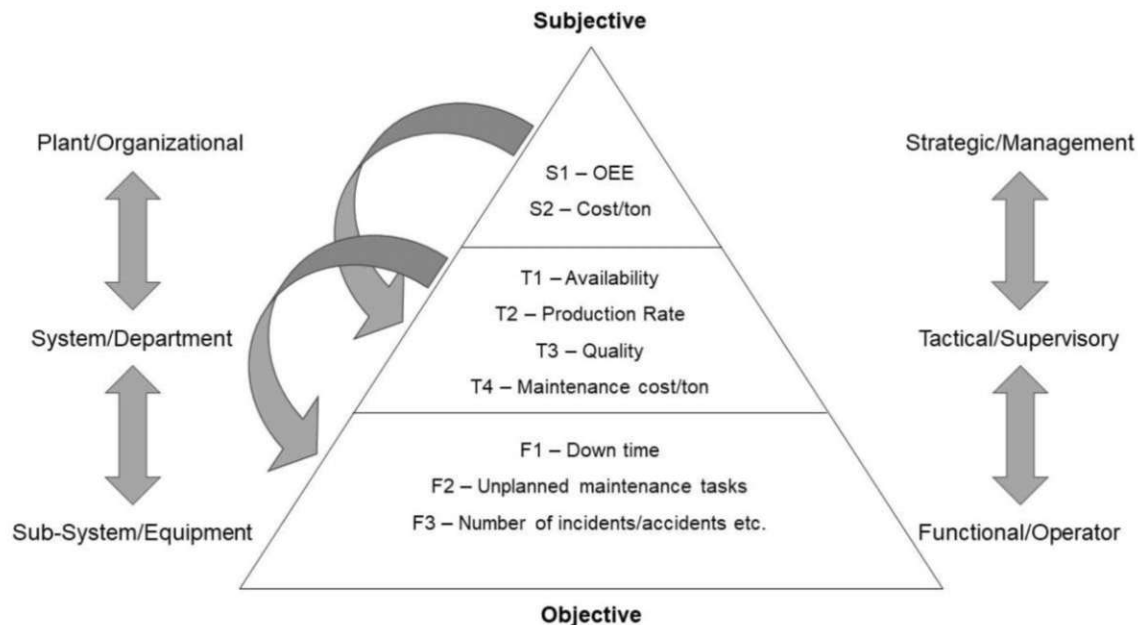 Subjective
Plant/Organizational
Strategic/Management
S1 – OEE
S2 – Cost/ton
T1 – Availability
T2 – Production Rate
System/Department
Tactical/Supervisory
T3 – Quality
T4 – Maintenance cost/ton
F1 – Down time
F2 – Unplanned maintenance tasks
F3 – Number of incidents/accidents etc.
Sub-System/Equipment
Functional/Operator
Objective